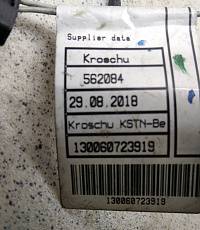 Supplier data
Kroschu
562084
29.08.2018
Kroschu KSTN-Be
130060723919
130060723919